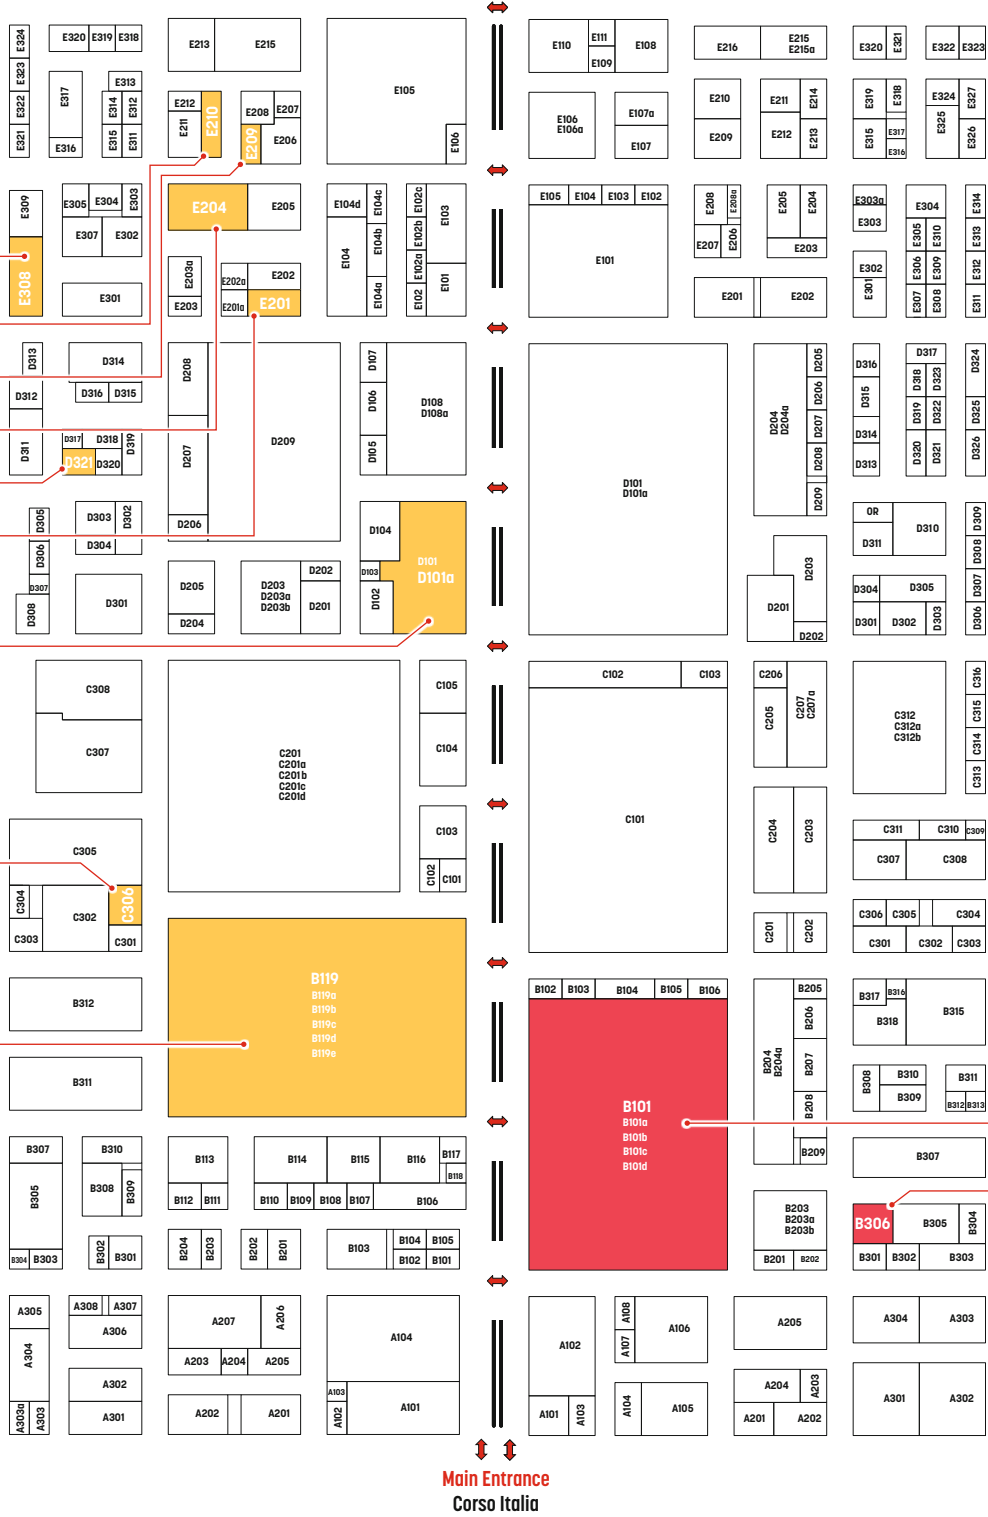 E324
E323
E322
E321
E320 E319 E318
E317
E316
E313
E314 E312
E315 E311
E213 E215
E212
E211
E210
E208 E207
E209 E206
E105
E106
E309
E308
E305 E304 E303
E307 E302
E301
E204 E205
E203a
E203
E202
E202a
E201a E201
E104d E104c
E104 E104b
E104a
E102c E103
E102b
E102a
E102 E101
D313
D312
D311
D314
D316 D315
D317 D318 D319
D321 D320
D208
D207
D206
D209
D107
D106
D105
D108
D108a
D305
D306
D307
D308
D303 D302
D304
D301
D205
D204
D203
D203a
D203b
D202
D201
D104
D103
D102
D101
D101a
C308
C307
C201
C201a
C201b
C201c
C201d
C105
C104
C103
C102 C101
C305
C304
C303
C302
C306
C301
B312
B311
B119
B119a
B119b
B119c
B119d
B119e
B307
B305
B304 B303
B310
B308 B309
B302 B301
B113
B112 B111
B114 B115 B116 B117
B118
B110 B109 B108 B107 B106
B204 B203
B202 B201
B103 B104 B105
B102 B101
A305
A304
A303a A303
A308 A307
A306
A302
A301
A207 A206
A203 A204 A205
A202 A201
A104
A103
A102 A101
E110 E111 E108
E109
E106
E106a
E107a
E107
E216 E215
E215a
E210
E209
E211 E214
E212 E213
E320 E321
E322 E323
E319 E318
E315 E317
E316
E324 E327
E325 E326
E105 E104 E103 E102
E101
E208 E208a
E207 E206
E205 E204
E203
E201 E202
E303a
E303
E302
E301
E304
E305 E310
E306 E309
E307 E308
E314
E313
E312
E311
D101
D101a
D204
D204a
D205
D206
D207
D208
D209
D316
D315
D314
D313
D317
D318 D323
D319 D322
D320 D321
D324
D325
D326
D203
D201
D202
OR
D311
D310
D304 D305
D301 D302 D303
D309
D308
D307
D306
C102 C103
C101
C206
C205
C207
C207a
C204 C203
C201 C202
C312
C312a
C312b
C316
C315
C314
C313
C311 C310 C309
C307 C308
C306 C305 C304
C301 C302 C303
B102 B103 B104 B105 B106
B101
B101a
B101b
B101c
B101d
B204
B204a
B205
B206
B207
B208
B209
B203
B203a
B203b
B201 B202
B317 B316
B318 B315
B308 B310
B309
B311
B312 B313
B307
B306 B305 B304
B301 B302 B303
A102
A101 A103
A108
A107
A106
A104 A105
A205
A204 A203
A201 A202
A304 A303
A301 A302
Main Entrance
Corso Italia